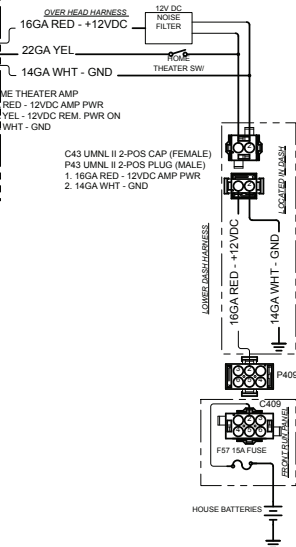 OVER HEAD HARNESS
16GA RED - +12VDC
12V DC
NOISE
FILTER
22GA YEL
HOME
THEATER SW/
14GA WHT - GND
ME THEATER AMP
RED - 12VDC AMP PWR
YEL - 12VDC REM. PWR ON
WHT - GND
C43 UMNL II 2-POS CAP (FEMALE)
P43 UMNL II 2-POS PLUG (MALE)
1. 16GA RED - 12VDC AMP PWR
2. 14GA WHT - GND
LOCATED IN DASH
LOWER DASH HARNESS
16GA RED - +12VDC
14GA WHT - GND
P409
C409
F57 15A FUSE
FRONT RUN PANEL
HOUSE BATTERIES